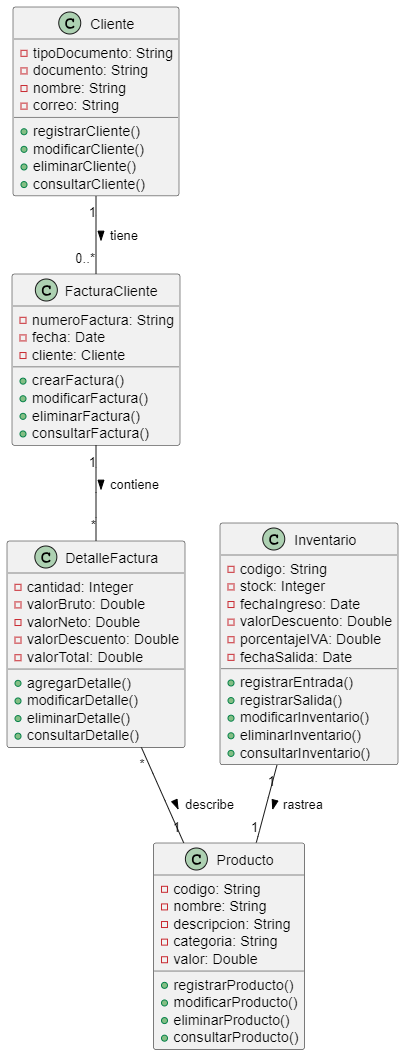 C Cliente
tipoDocumento: String
documento: String
nombre: String
correo: String
registrarCliente()
modificarCliente()
eliminarCliente()
consultarCliente()
1
tiene
0..*
C FacturaCliente
numeroFactura: String
fecha: Date
cliente: Cliente
crearFactura()
modificarFactura()
eliminarFactura()
consultarFactura()
1
contiene
*
C DetalleFactura
cantidad: Integer
valorBruto: Double
valorNeto: Double
valorDescuento: Double
valorTotal: Double
agregarDetalle()
modificarDetalle()
eliminarDetalle()
consultarDetalle()
C Inventario
codigo: String
stock: Integer
fechaIngreso: Date
valorDescuento: Double
porcentajeIVA: Double
fechaSalida: Date
registrarEntrada()
registrarSalida()
modificarInventario()
eliminarInventario()
consultarInventario()
*
describe
1
1
rastrea
1
C Producto
codigo: String
nombre: String
descripcion: String
categoria: String
valor: Double
registrarProducto()
modificarProducto()
eliminarProducto()
consultarProducto()